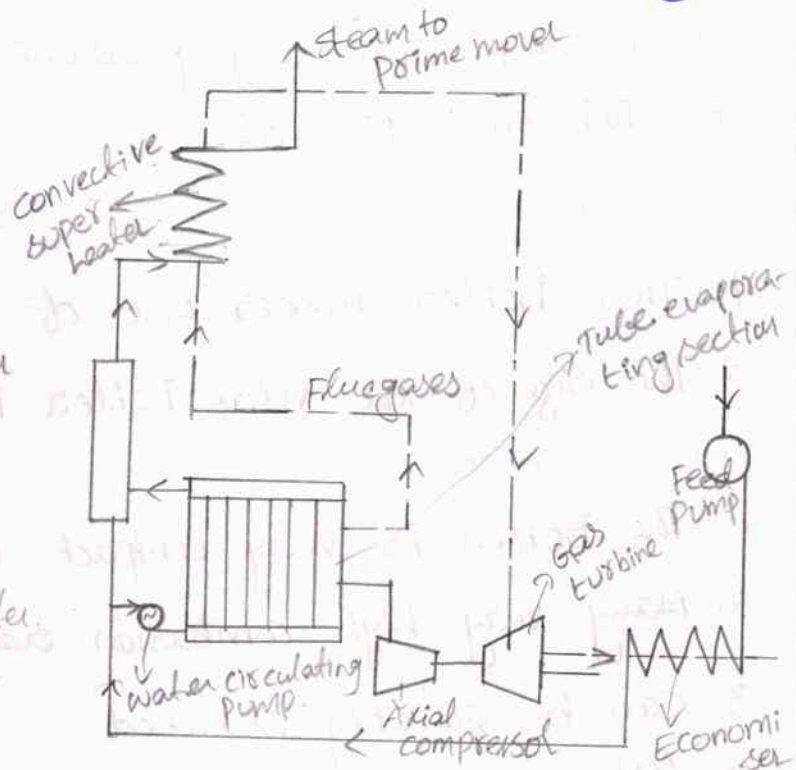 steam to
prime mover
convective
super
heater
Tube evapora-
ting section
Fluegases
Feed
Pump
Gas
turbine
water circulating
Pump
Axial
compressol
Economi
ser